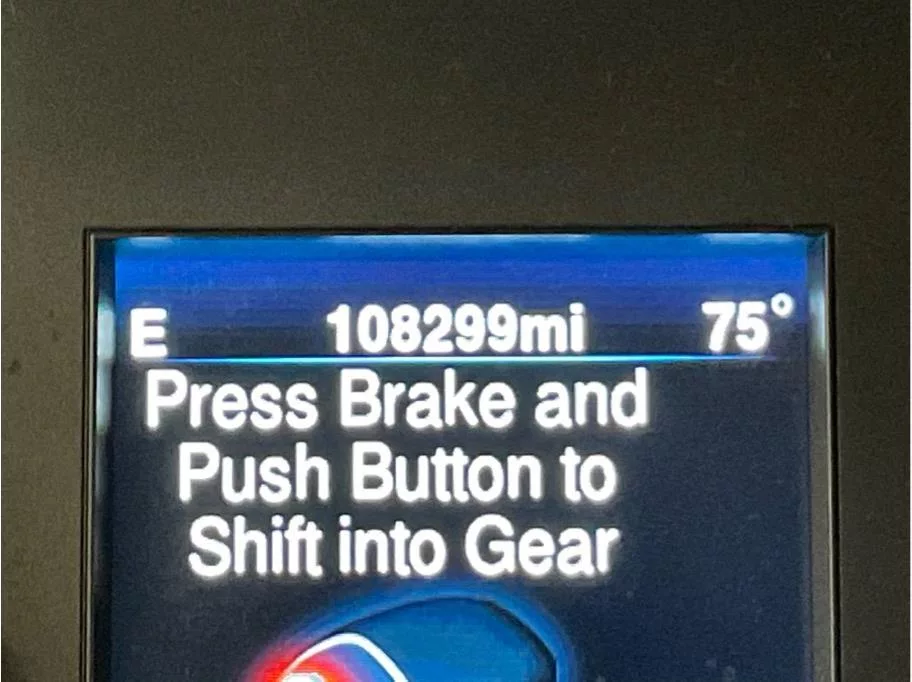 E 108299mi 75°
Press Brake and
Push Button to
Shift into Gear